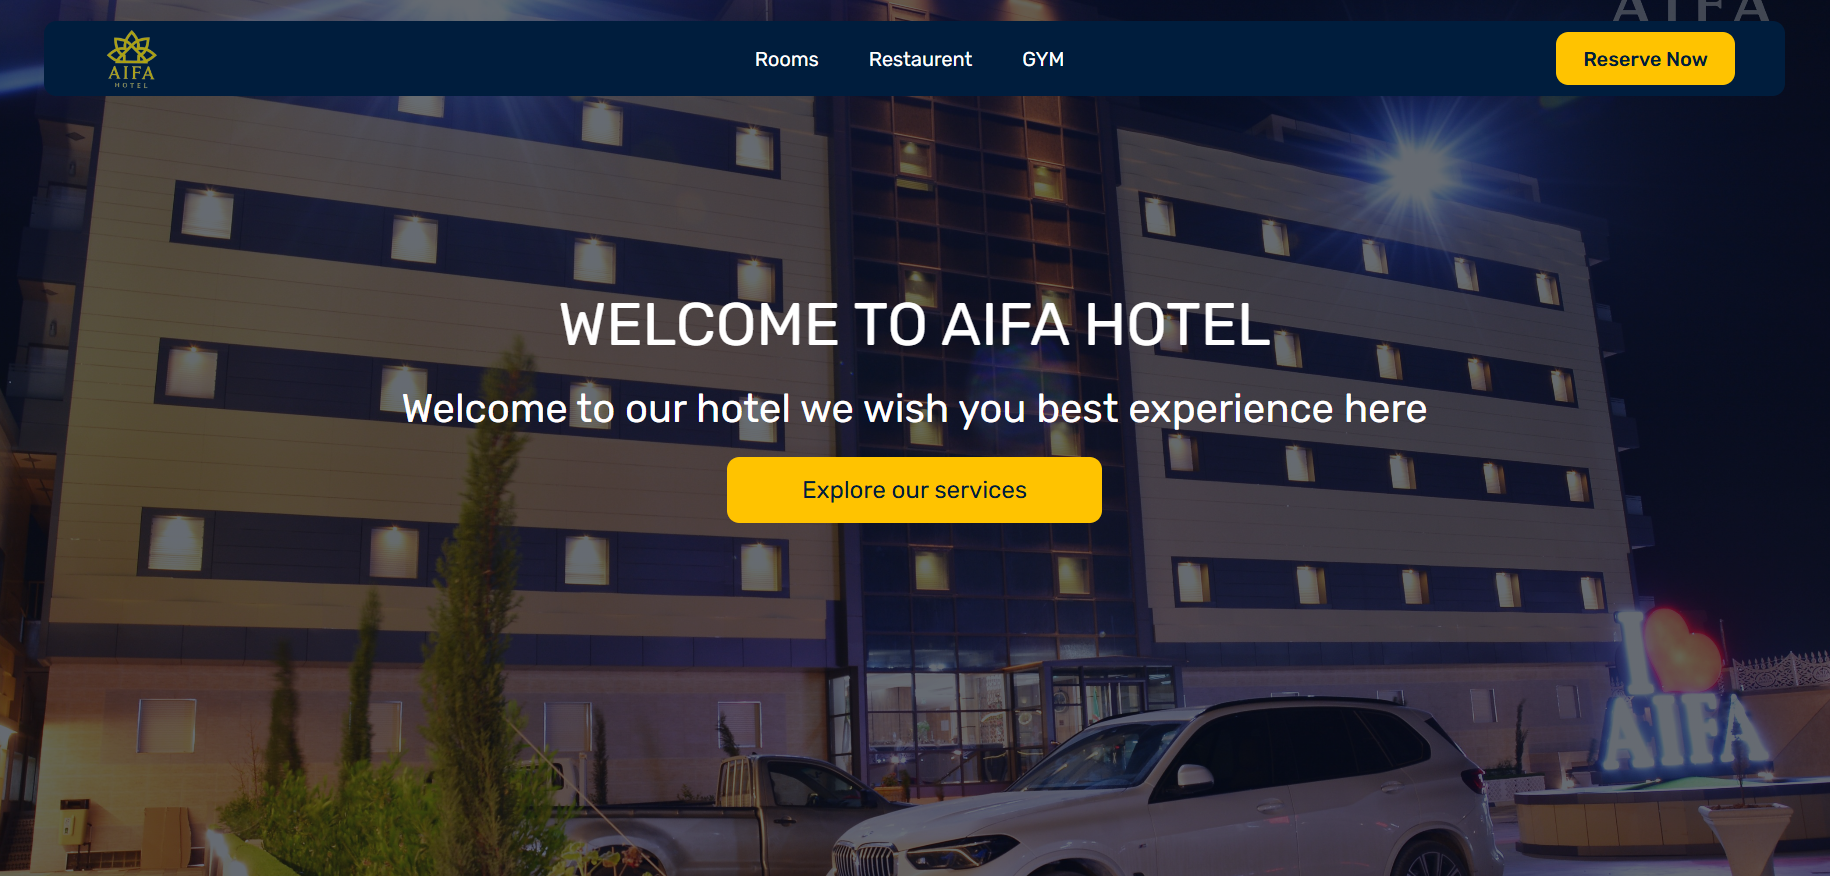 AIFA
AIFA
HOTEL
Rooms
Restaurent
GYM
Reserve Now
WELCOME TO AIFA HOTEL
Welcome to our hotel we wish you best experience here
Explore our services
I
AIFA